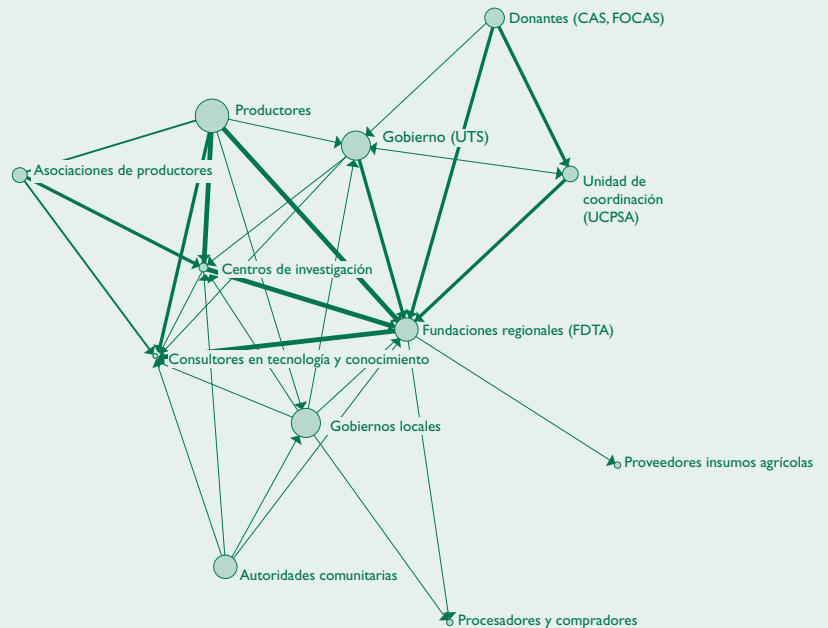 Donantes (CAS, FOCAS)
Productores
Gobierno (UTS)
Asociaciones de productores
Unidad de
coordinación
(UCPSA)
Centros de investigación
Fundaciones regionales (FDTA)
Consultores en tecnología y conocimiento
Gobiernos locales
Proveedores insumos agrícolas
Autoridades comunitarias
Procesadores y compradores